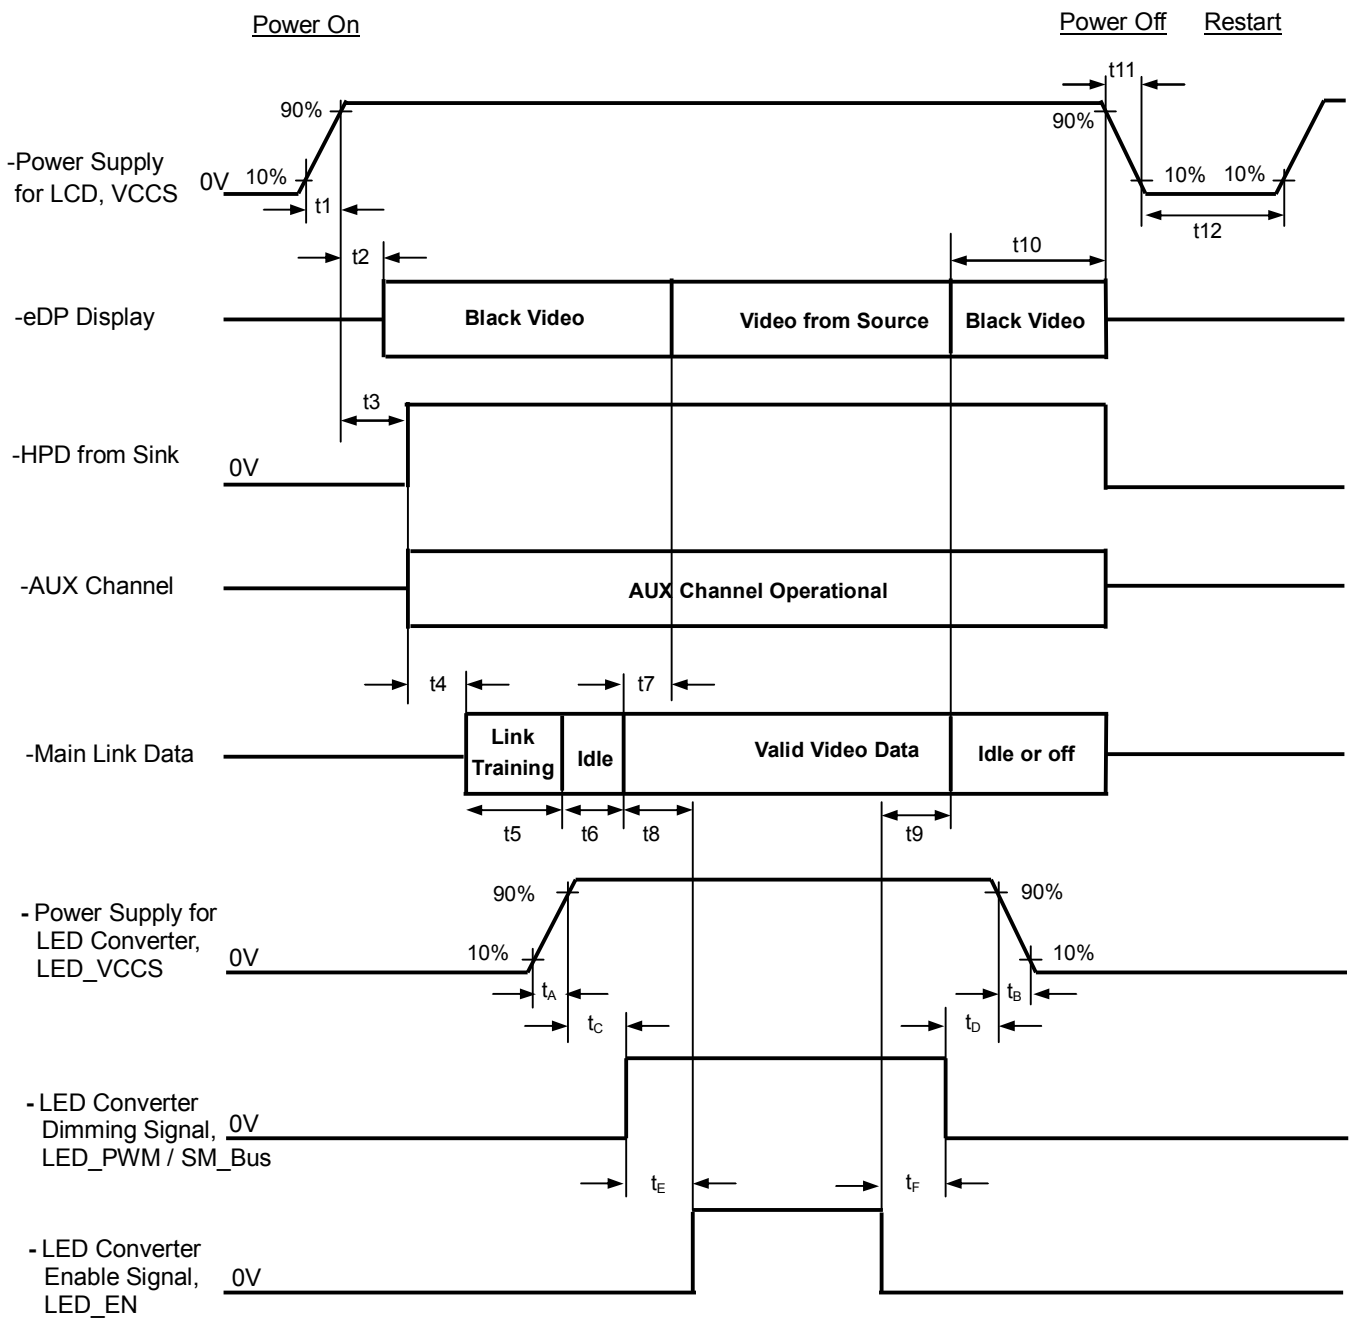 Power On
Power Off Restart
t11
90%
90%
-Power Supply
for LCD, VCCS
0V 10%
10% 10%
t1
t12
t2
t10
-eDP Display
Black Video
Video from Source
Black Video
t3
-HPD from Sink
0V
-AUX Channel
AUX Channel Operational
t4
t7
-Main Link Data
Link
Training
Idle
Valid Video Data
Idle or off
t5
t6
t8
t9
90%
90%
- Power Supply for
LED Converter,
LED_VCCS
0V
10%
10%
tA
tB
tC
tD
- LED Converter
Dimming Signal,
LED_PWM / SM_Bus
0V
tE
tF
- LED Converter
Enable Signal,
LED_EN
0V